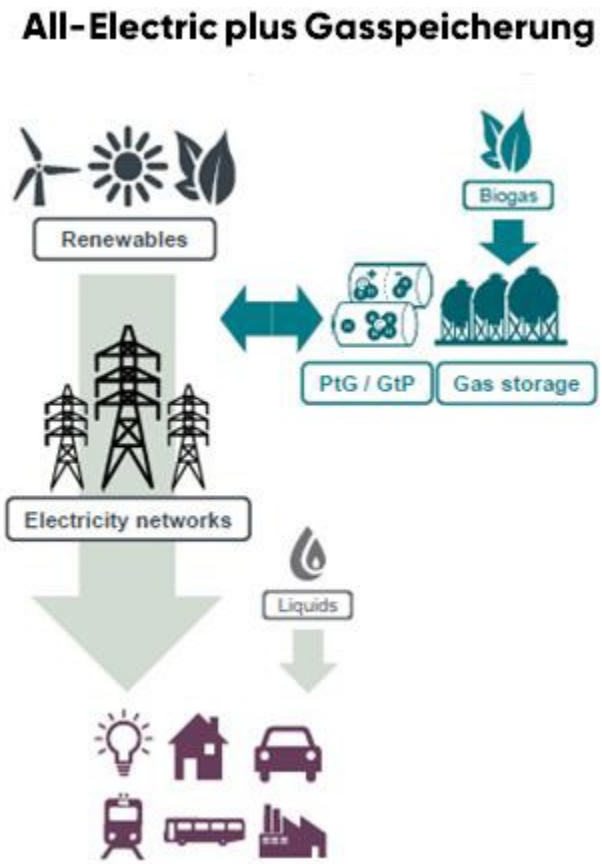 All-Electric plus Gasspeicherung
Biogas
Renewables
PtG / GtP
Gas storage
Electricity networks
Liquids